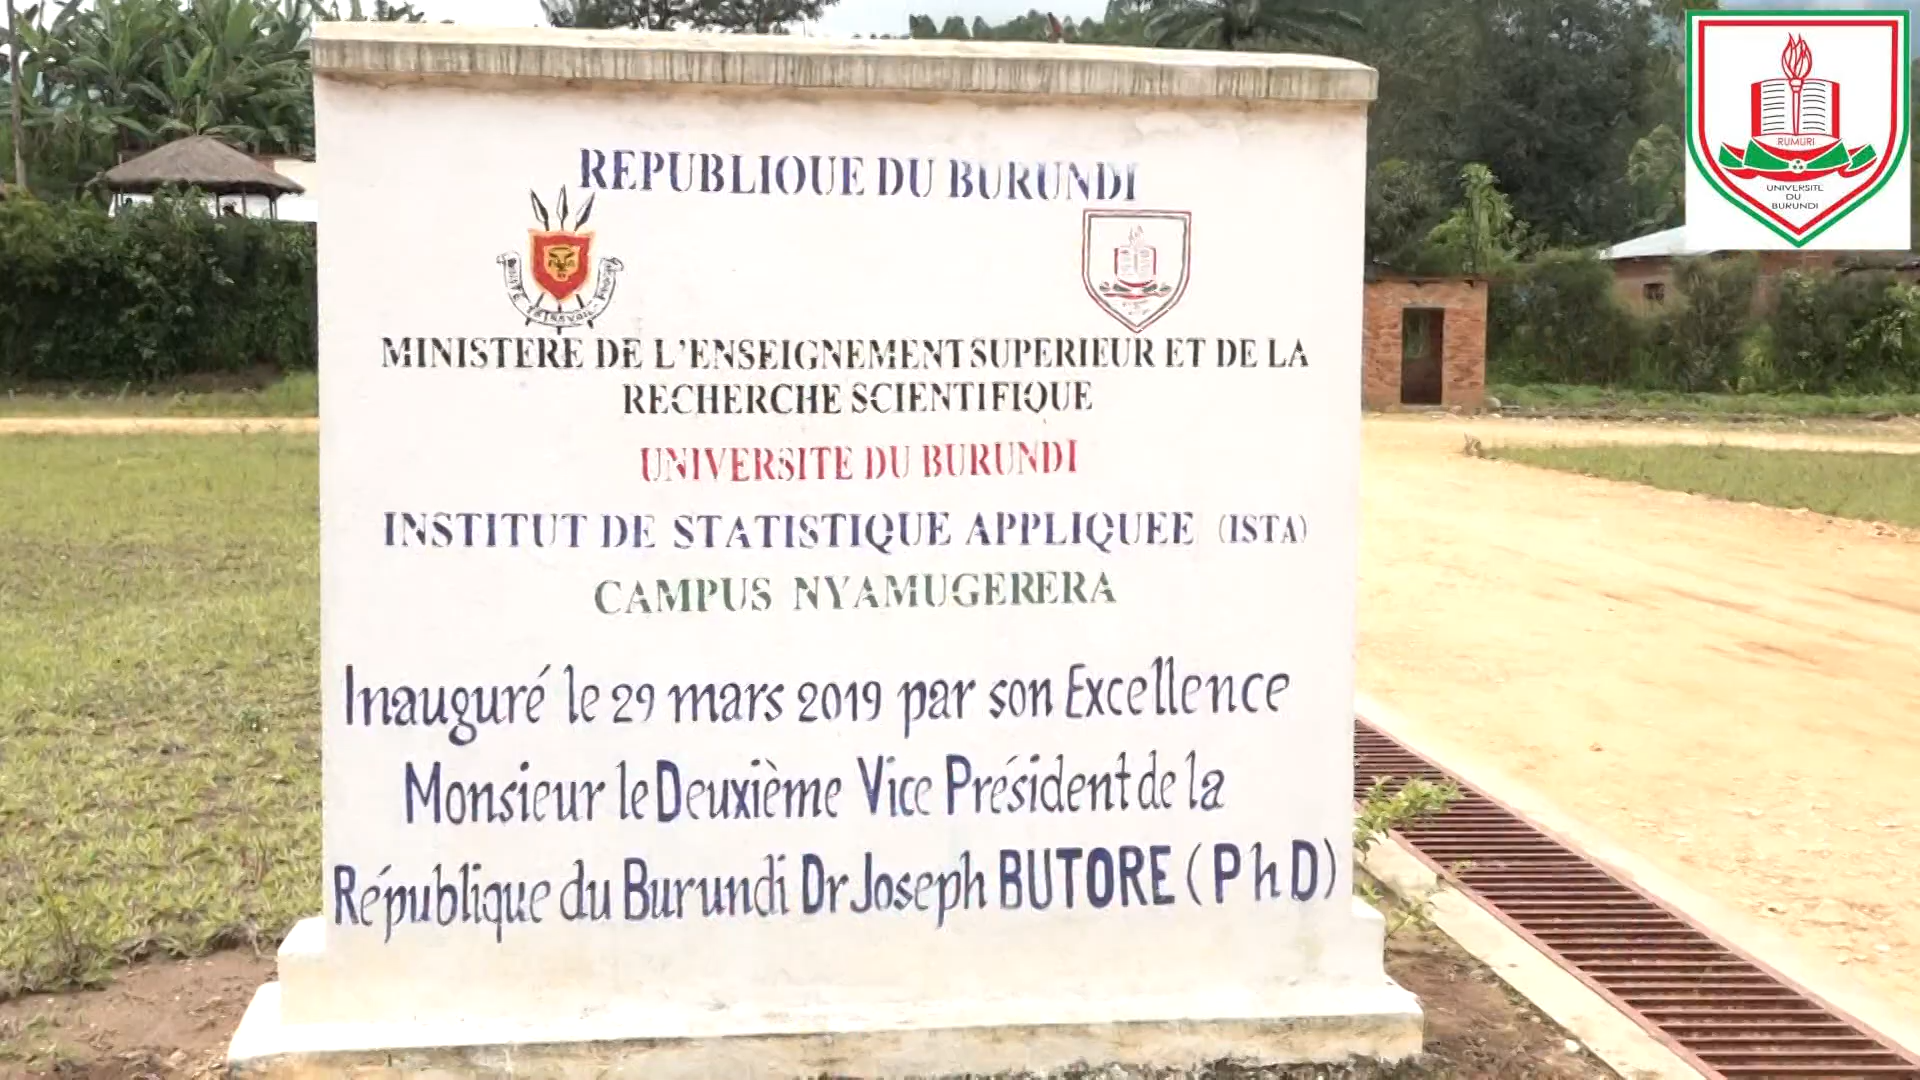 REPUBLIQUE DU BURUNDI
MINISTERE DE L'ENSEIGNEMENT SUPERIEUR ET DE LA
RECHERCHE SCIENTIFIQUE
UNIVERSITE DU BURUNDI
INSTITUT DE STATISTIQUE APPLIQUEE (ISTA)
CAMPUS NYAMUGERERA
Inauguré le 29 mars 2019 par son Excellence
Monsieur le Deuxième Vice Président de la
République du Burundi Dr Joseph BUTORE (PhD)
RUMURI
UNIVERSITE
DU
BURUNDI